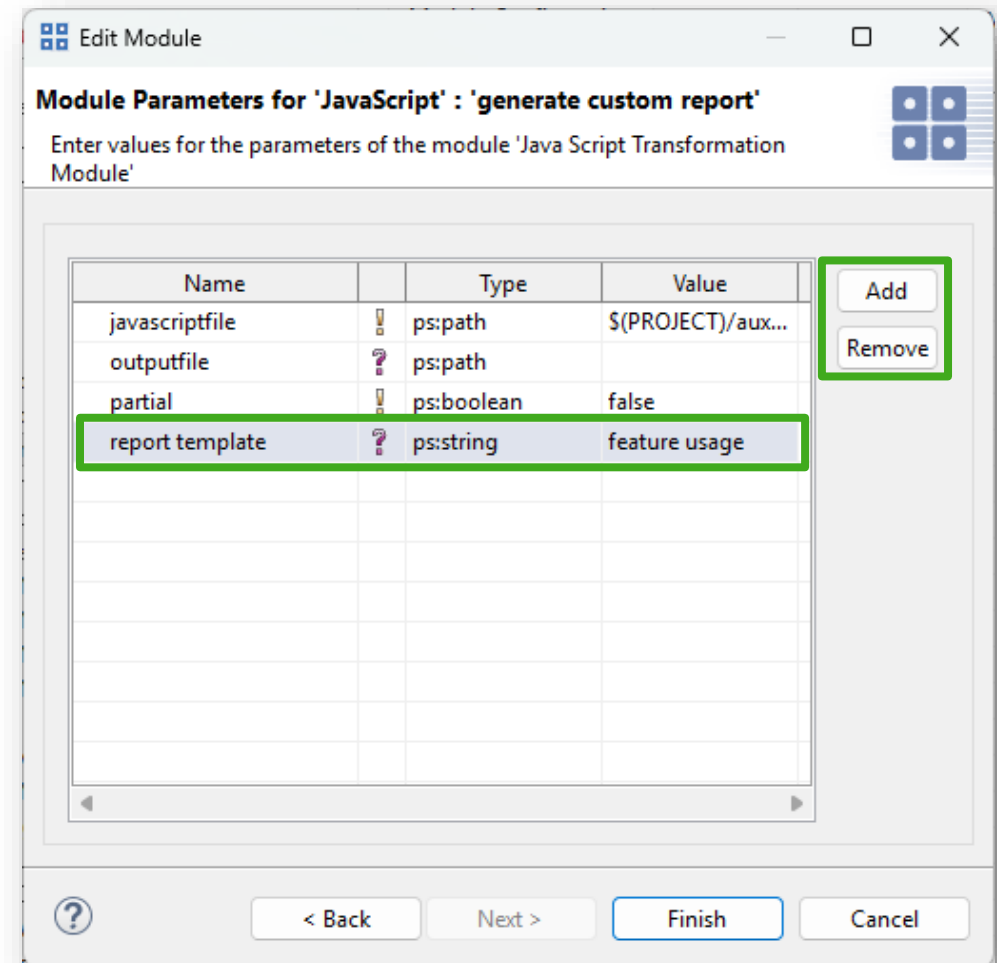 Edit Module
Module Parameters for 'JavaScript' : 'generate custom report'
Enter values for the parameters of the module 'Java Script Transformation
Module'
Name Type Value
javascriptfile ps:path $(PROJECT)/aux...
outputfile ps:path
partial ps:boolean false
report template ps:string feature usage
Add
Remove
< Back Next > Finish Cancel